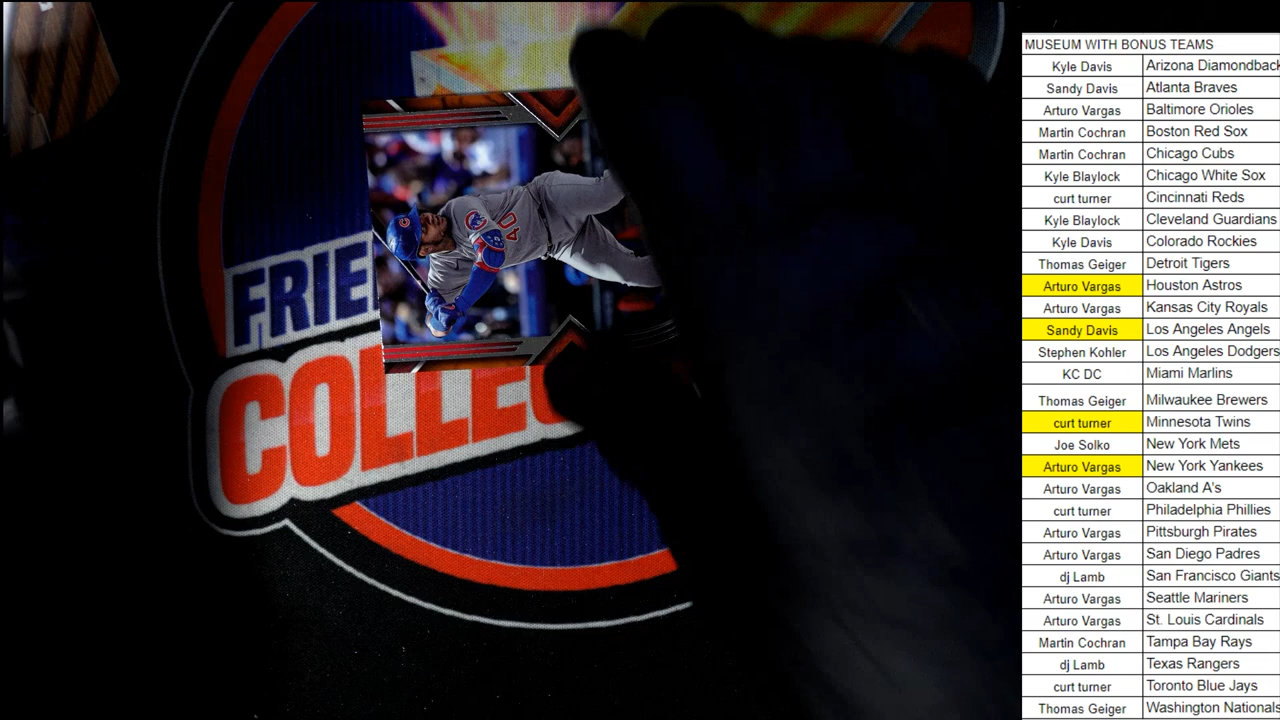 FRIE
COLLEC
40
MUSEUM WITH BONUS TEAMS
Kyle Davis Arizona Diamondback
Sandy Davis Atlanta Braves
Arturo Vargas Baltimore Orioles
Martin Cochran Boston Red Sox
Martin Cochran Chicago Cubs
Kyle Blaylock Chicago White Sox
curt turner Cincinnati Reds
Kyle Blaylock Cleveland Guardians
Kyle Davis Colorado Rockies
Thomas Geiger Detroit Tigers
Arturo Vargas Houston Astros
Arturo Vargas Kansas City Royals
Sandy Davis Los Angeles Angels
Stephen Kohler Los Angeles Dodgers
KC DC Miami Marlins
Thomas Geiger Milwaukee Brewers
curt turner Minnesota Twins
Joe Solko New York Mets
Arturo Vargas New York Yankees
Arturo Vargas Oakland A's
curt turner Philadelphia Phillies
Arturo Vargas Pittsburgh Pirates
Arturo Vargas San Diego Padres
dj Lamb San Francisco Giants
Arturo Vargas Seattle Mariners
Arturo Vargas St. Louis Cardinals
Martin Cochran Tampa Bay Rays
dj Lamb Texas Rangers
curt turner Toronto Blue Jays
Thomas Geiger Washington Nationals